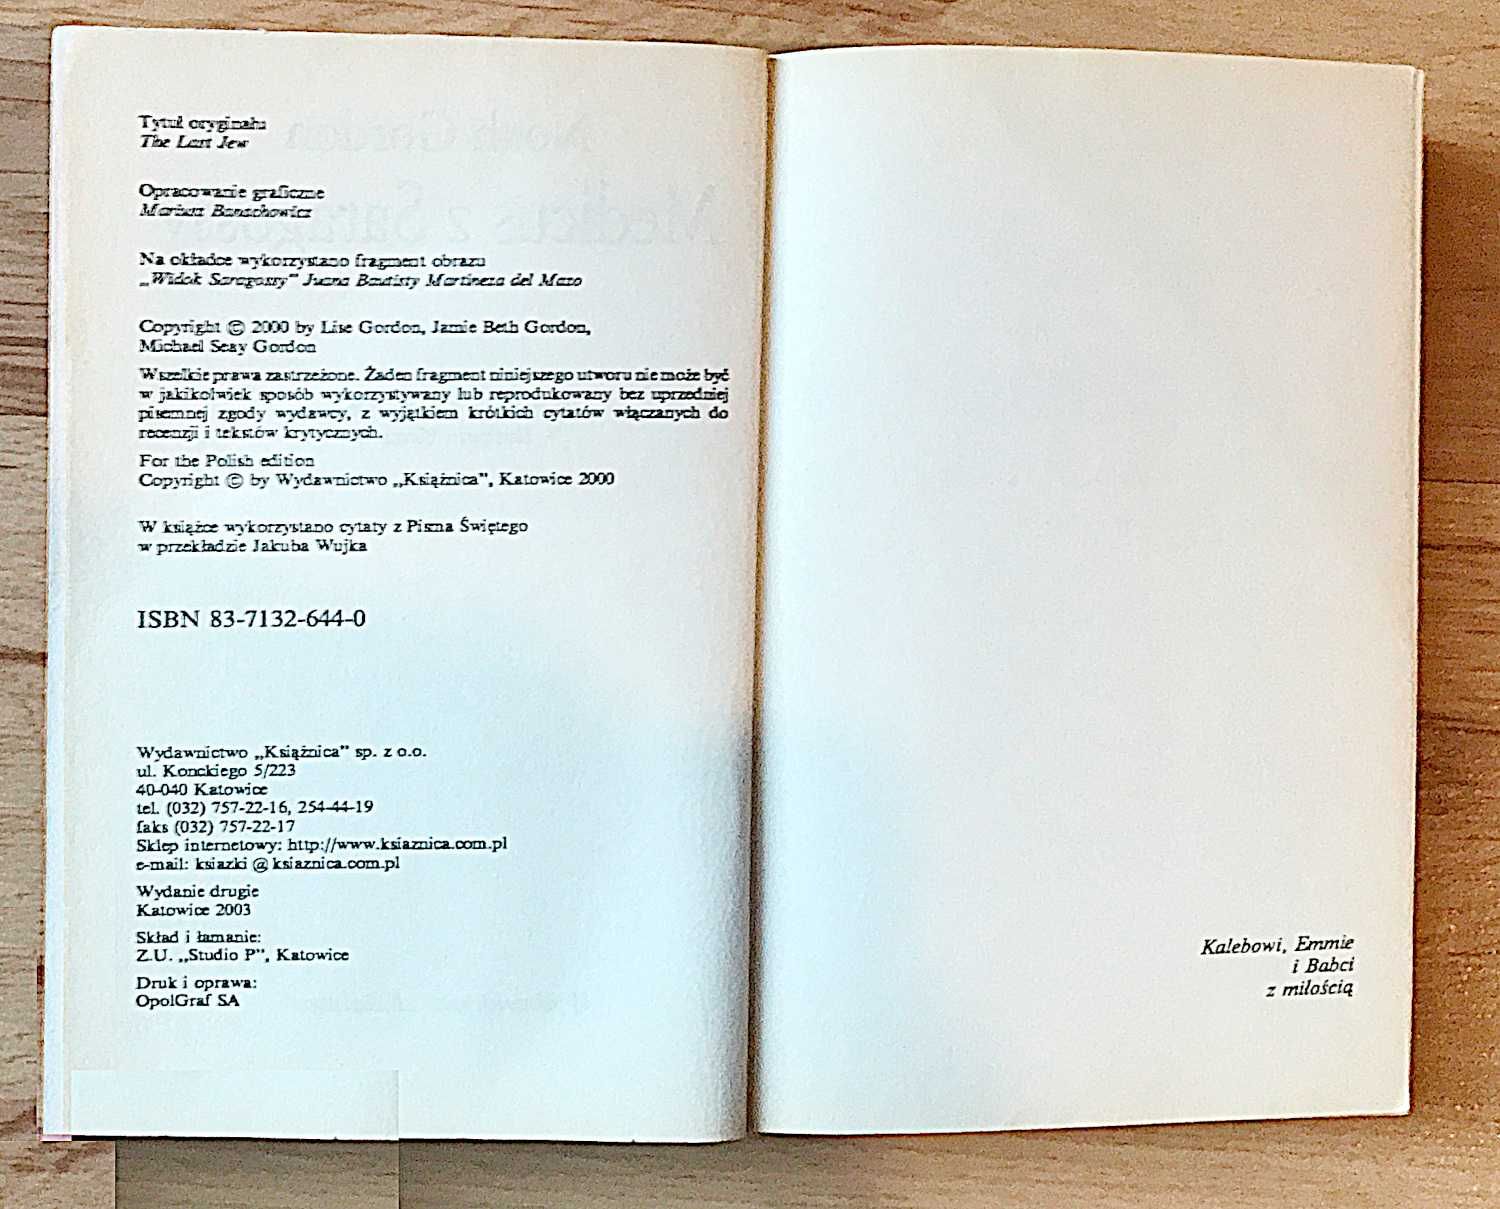 Tytuł oryginału
The Last Jew
Opracowanie graficzne
Mariusz Banachowicz
Na okładce wykorzystano fragment obrazu
„Widok Saragossy” Juana Bautisty Martineza del Mazo
Copyright © 2000 by Lise Gordon, Jamie Beth Gordon,
Michael Seay Gordon
Wszelkie prawa zastrzeżone. Żaden fragment niniejszego utworu nie może być
w jakikolwiek sposób wykorzystywany lub reprodukowany bez uprzedniej
pisemnej zgody wydawcy, z wyjątkiem krótkich cytatów włączanych do
recenzji i tekstów krytycznych.
For the Polish edition
Copyright © by Wydawnictwo „Książnica”, Katowice 2000
W książce wykorzystano cytaty z Pisma Świętego
w przekładzie Jakuba Wujka
ISBN 83-7132-644-0
Wydawnictwo „Książnica” sp. z o.o.
ul. Konckiego 5/223
40-040 Katowice
tel. (032) 757-22-16, 254-44-19
faks (032) 757-22-17
Sklep internetowy: http://www.ksiaznica.com.pl
e-mail: ksiazki@ksiaznica.com.pl
Wydanie drugie
Katowice 2003
Skład i łamanie:
Z.U. „Studio P”, Katowice
Druk i oprawa:
OpolGraf SA
Kalebowi, Emmie
i Babci
z miłością